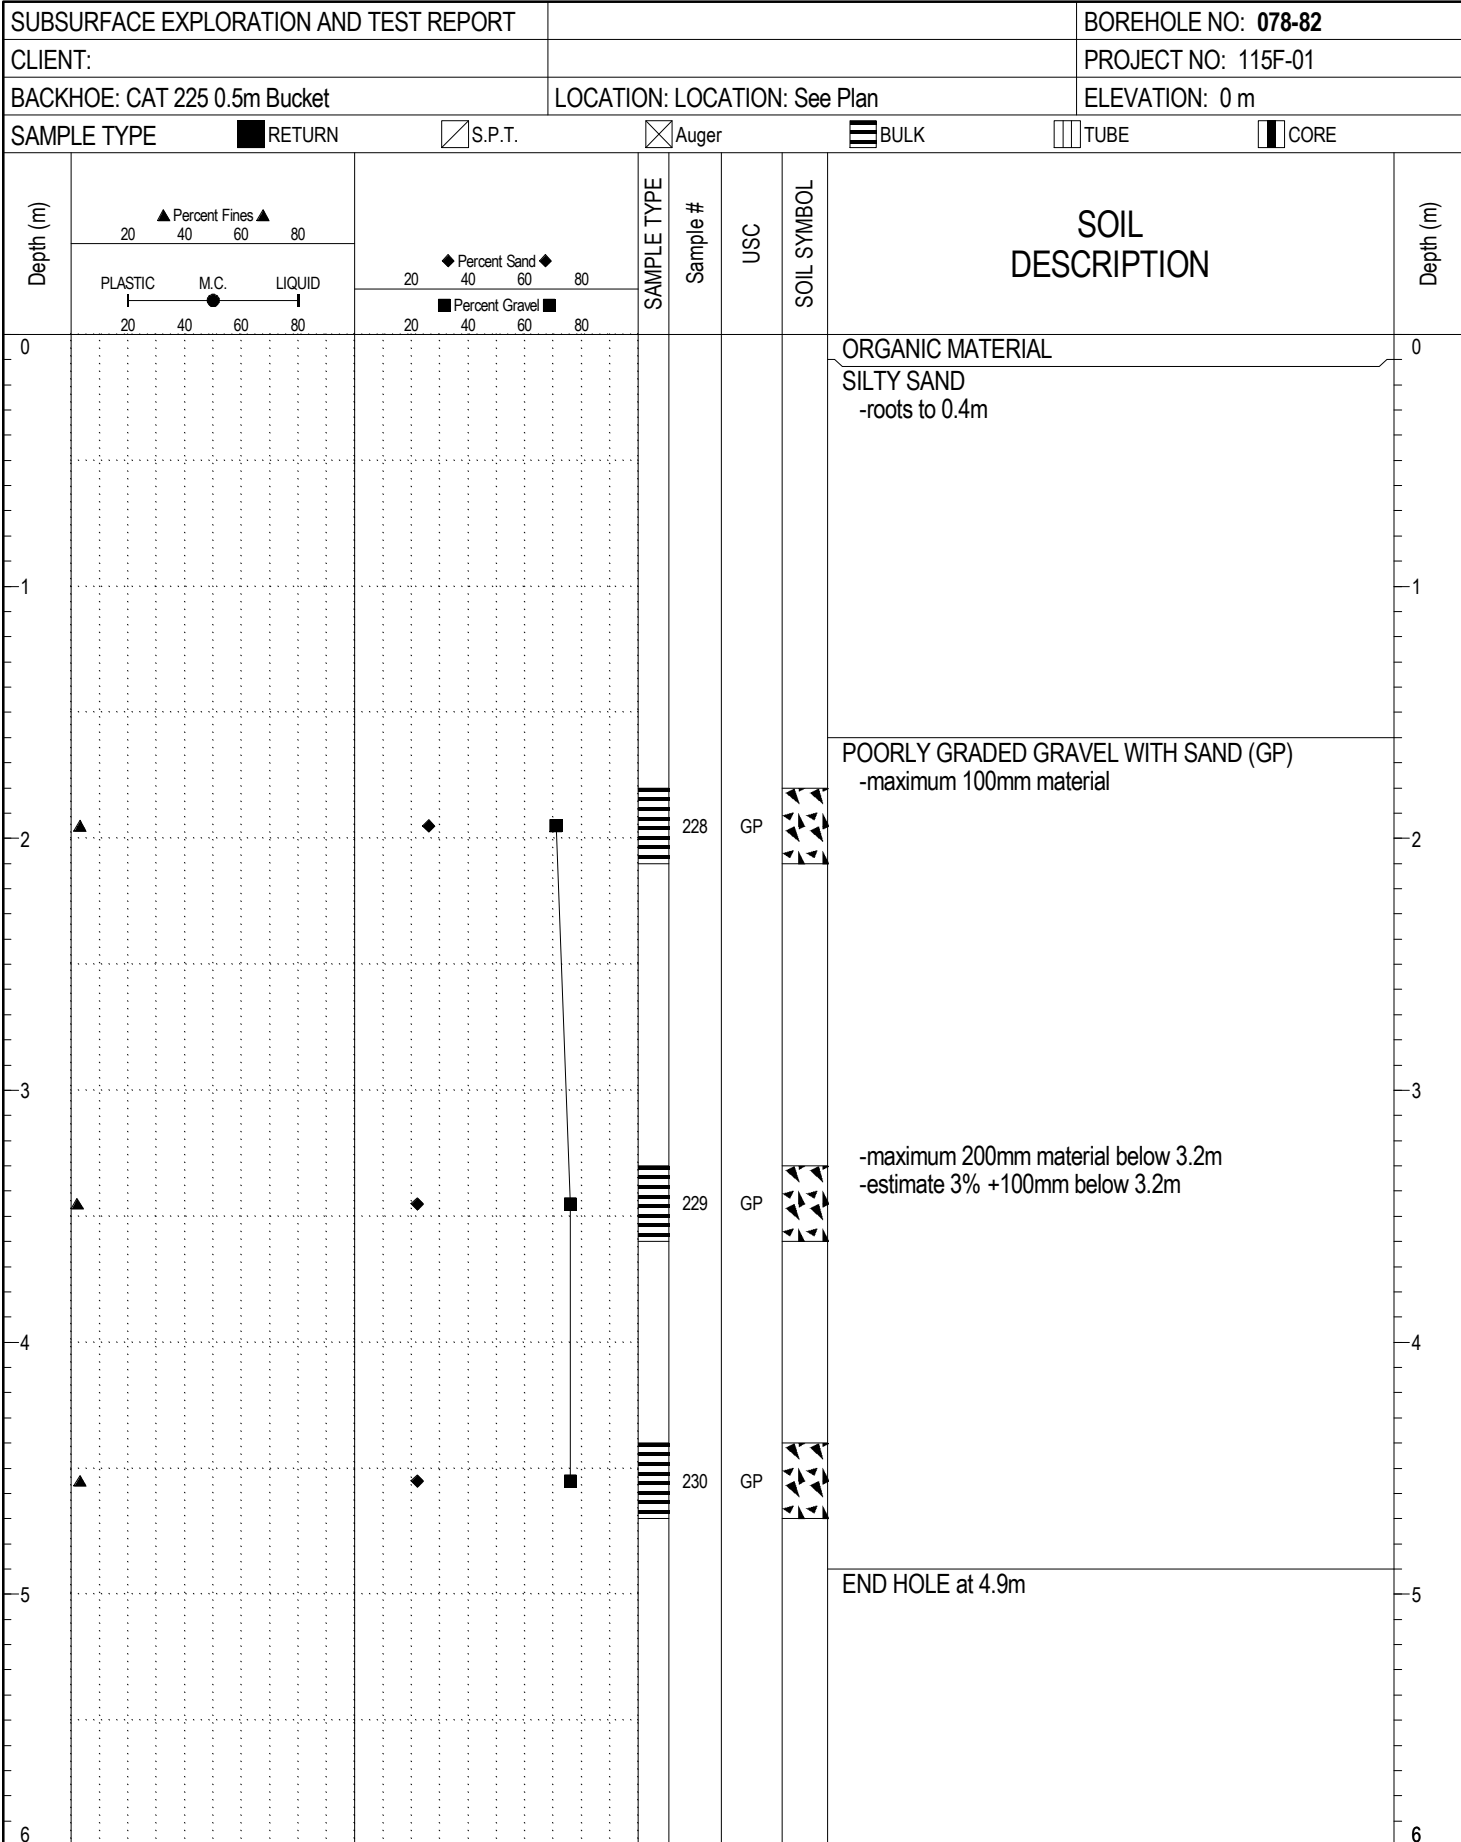 SUBSURFACE EXPLORATION AND TEST REPORT
BOREHOLE NO: 078-82
CLIENT:
PROJECT NO: 115F-01
BACKHOE: CAT 225 0.5m Bucket
LOCATION: LOCATION: See Plan
ELEVATION: 0 m
SAMPLE TYPE
RETURN
S.P.T.
Auger
BULK
TUBE
CORE
Depth (m)
Percent Fines
20 40 60 80
PLASTIC M.C. LIQUID
20 40 60 80
Percent Sand
20 40 60 80
Percent Gravel
20 40 60 80
SAMPLE TYPE
Sample #
USC
SOIL SYMBOL
SOIL
DESCRIPTION
Depth (m)
0
ORGANIC MATERIAL
0
SILTY SAND
-roots to 0.4m
1
1
POORLY GRADED GRAVEL WITH SAND (GP)
-maximum 100mm material
228 GP
2
2
3
3
-maximum 200mm material below 3.2m
-estimate 3% +100mm below 3.2m
229 GP
4
4
230 GP
END HOLE at 4.9m
5
5
6
6